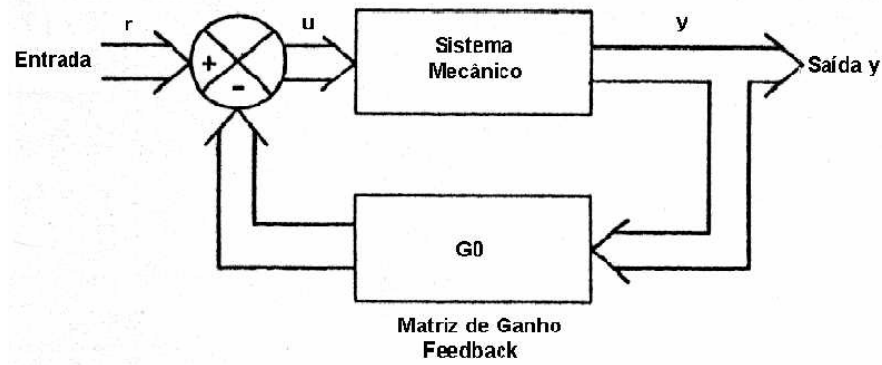 r
u
y
Entrada
+
-
Sistema
Mecânico
Saída y
G0
Matriz de Ganho
Feedback